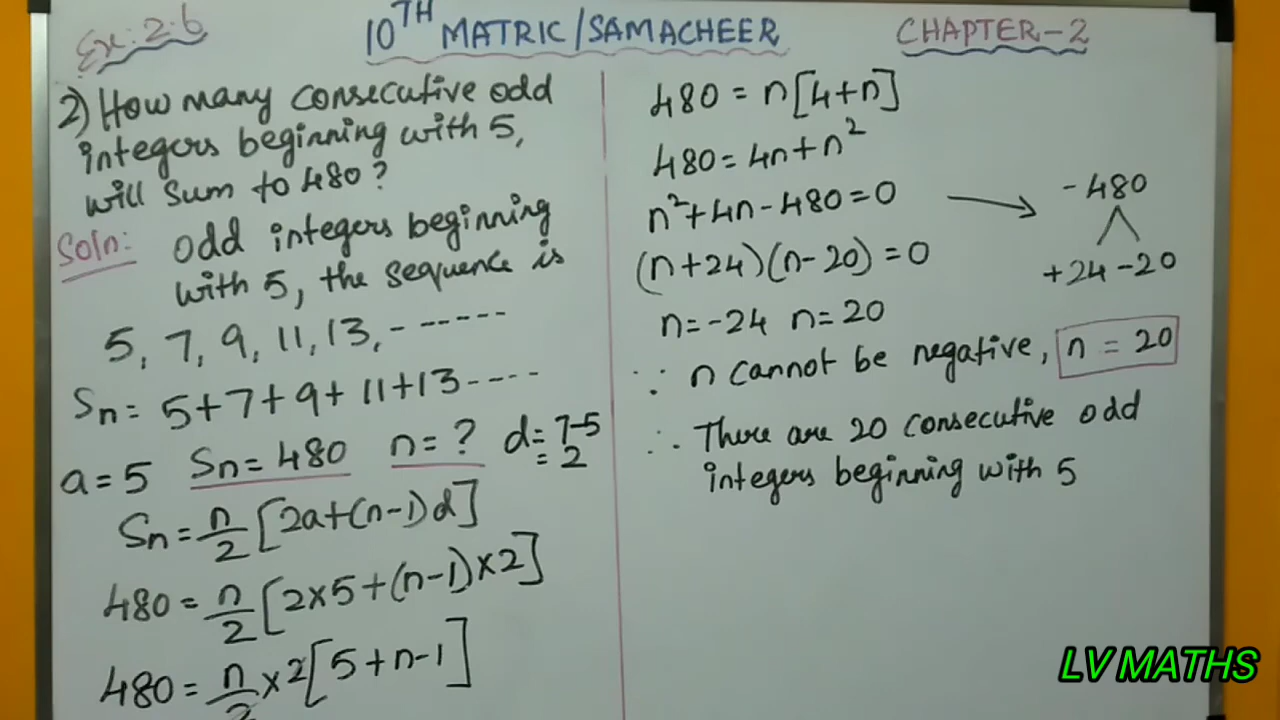 Ex: 2.6
10TH MATRIC/SAMACHEER
CHAPTER-2
2) How many consecutive odd
integers beginning with 5,
will sum to 480?
Soln: odd integers beginning
with 5, the sequence is
5, 7, 9, 11, 13, - - - - - - -
Sn = 5+7+9+11+13 - - - -
a = 5 Sn = 480 n = ? d = 7-5
= 2
Sn = n/2 [2a+(n-1)d]
480 = n/2 [2×5+(n-1)×2]
480 = n/2 ×2[5+n-1]
480 = n[4+n]
480 = 4n+n²
n²+4n-480=0
-480
(n+24)(n-20)=0
+24 -20
n=-24 n=20
∵ n cannot be negative, n = 20
∴ There are 20 consecutive odd
integers beginning with 5
LV MATHS